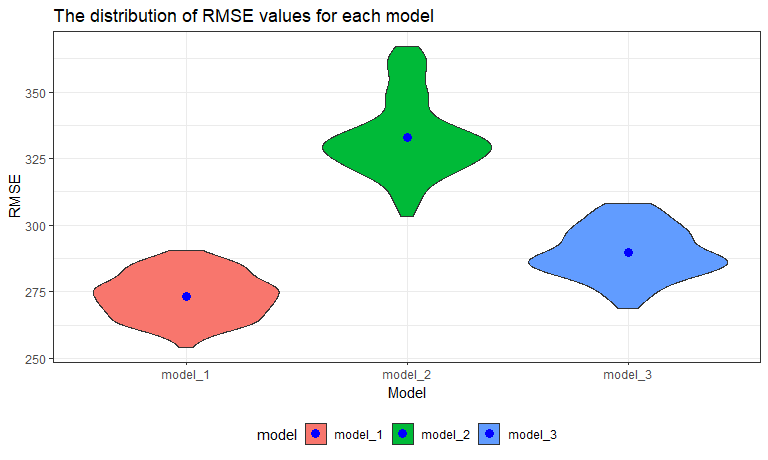 The distribution of RMSE values for each model
RMSE
350
325
300
275
250
model_1 model_2 model_3
Model
model model_1 model_2 model_3